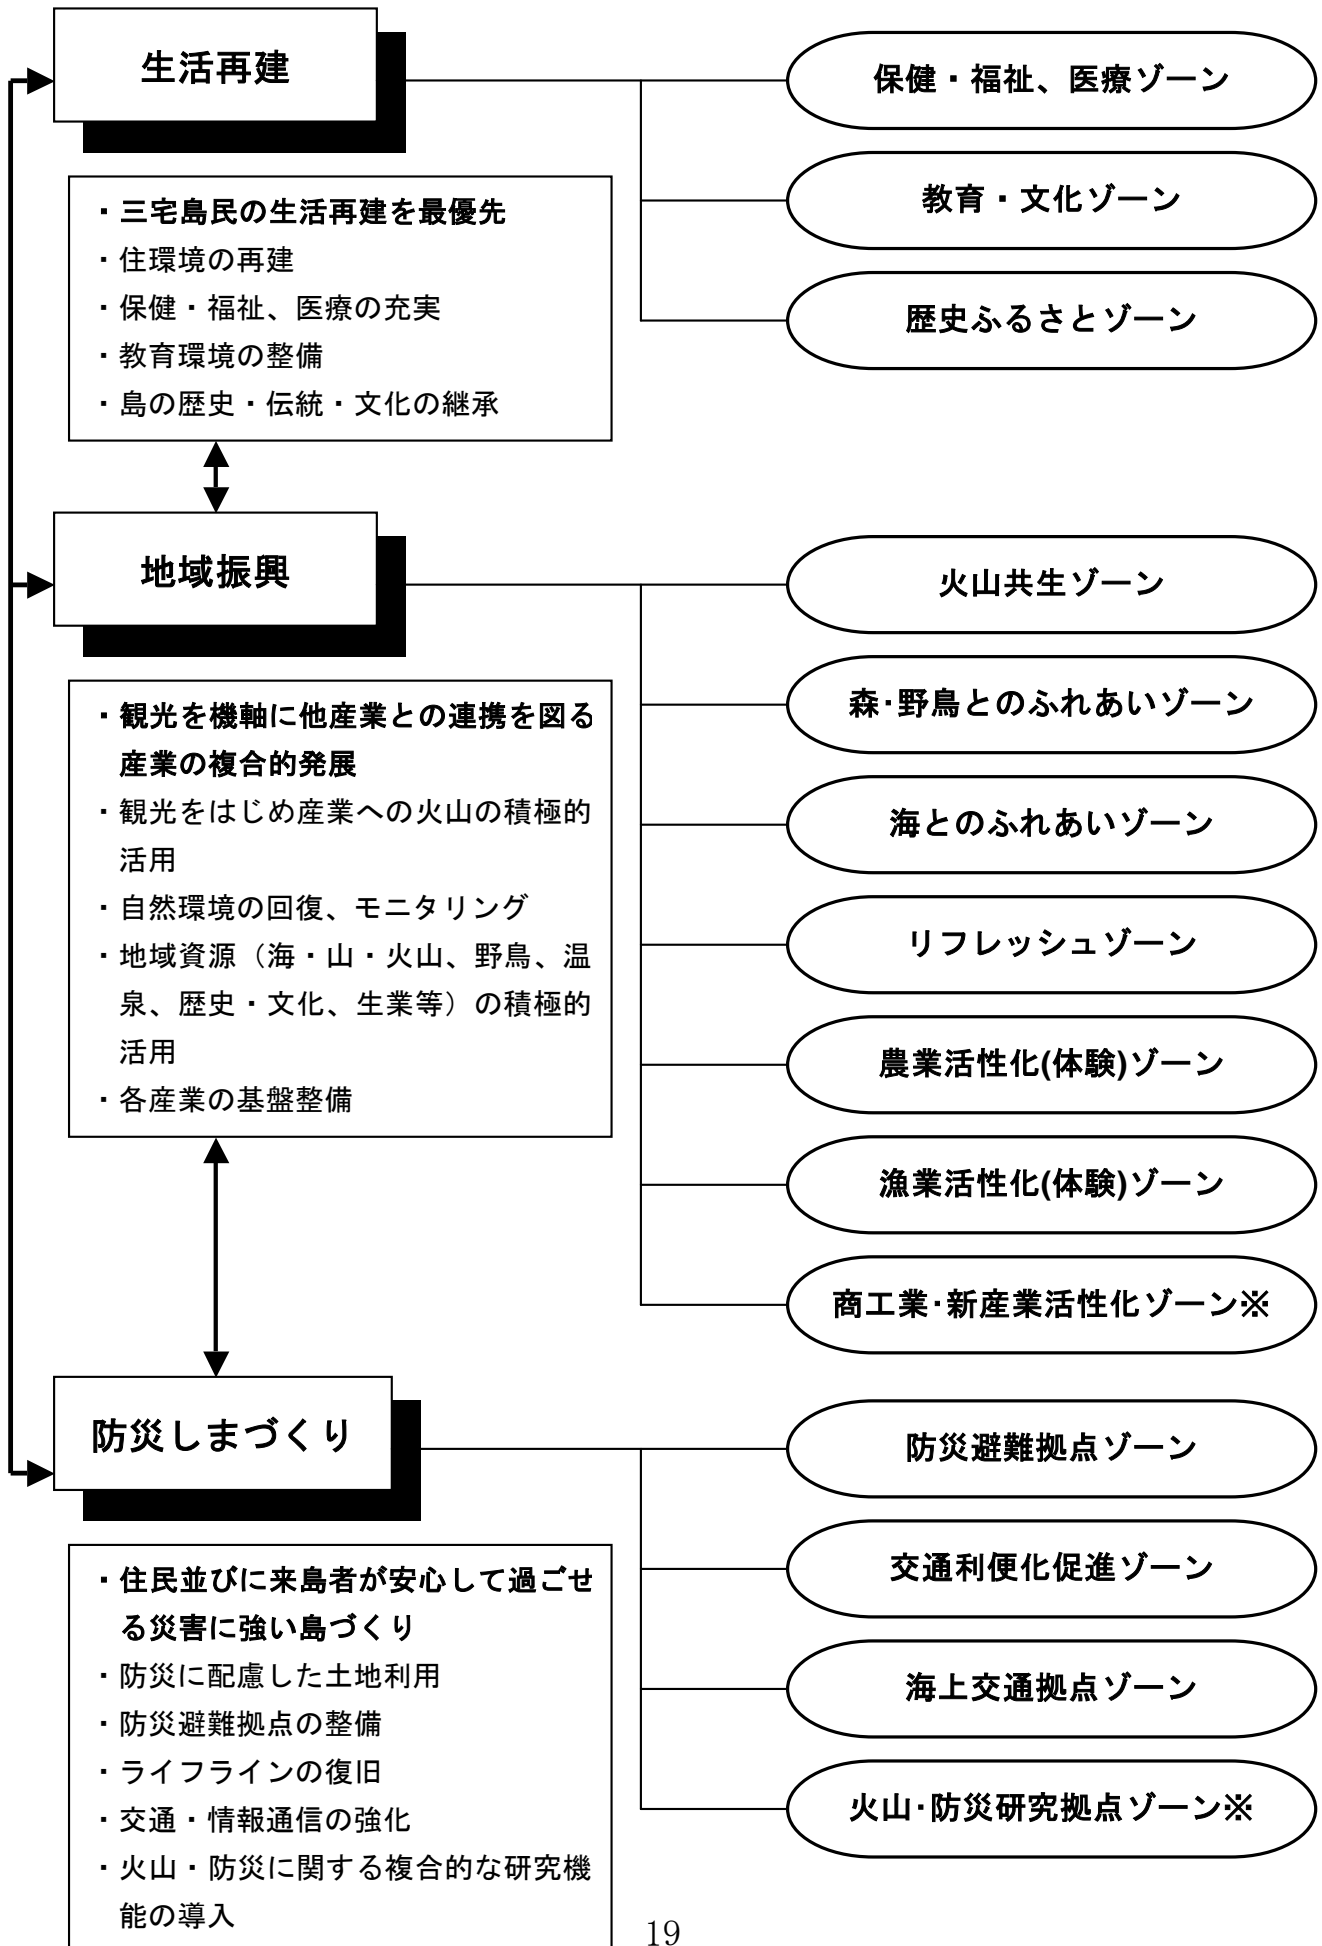 生活再建
・三宅島民の生活再建を最優先
・住環境の再建
・保健・福祉、医療の充実
・教育環境の整備
・島の歴史・伝統・文化の継承
保健・福祉、医療ゾーン
教育・文化ゾーン
歴史ふるさとゾーン
地域振興
・観光を機軸に他産業との連携を図る
産業の複合的発展
・観光をはじめ産業への火山の積極的
活用
・自然環境の回復、モニタリング
・地域資源（海・山・火山、野鳥、温
泉、歴史・文化、生業等）の積極的
活用
・各産業の基盤整備
火山共生ゾーン
森・野鳥とのふれあいゾーン
海とのふれあいゾーン
リフレッシュゾーン
農業活性化(体験)ゾーン
漁業活性化(体験)ゾーン
商工業・新産業活性化ゾーン※
防災しまづくり
・住民並びに来島者が安心して過ごせ
る災害に強い島づくり
・防災に配慮した土地利用
・防災避難拠点の整備
・ライフラインの復旧
・交通・情報通信の強化
・火山・防災に関する複合的な研究機
能の導入
防災避難拠点ゾーン
交通利便化促進ゾーン
海上交通拠点ゾーン
火山・防災研究拠点ゾーン※
19